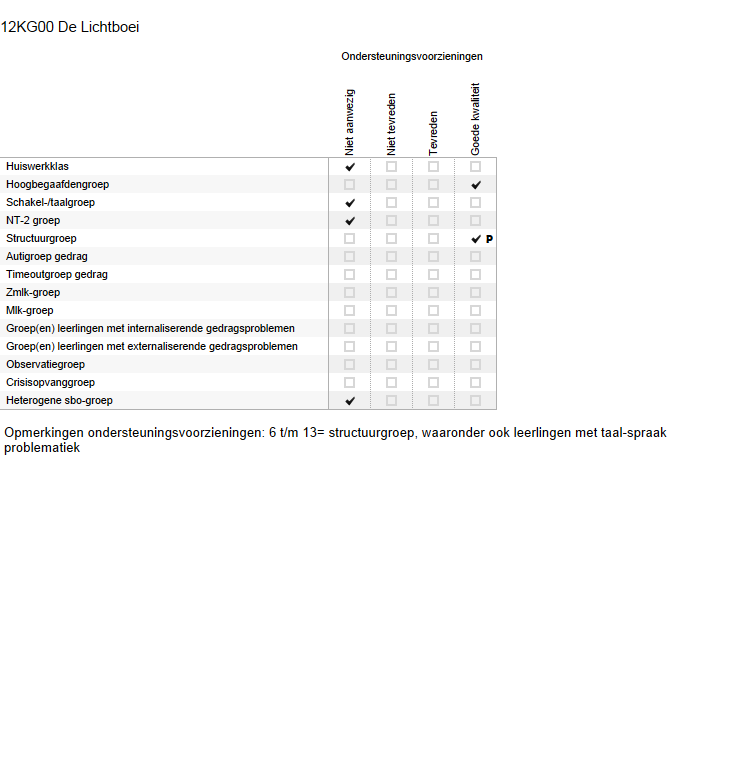 12KG00 De Lichtboei
Ondersteuningsvoorzieningen
Niet aanwezig
Niet tevreden
Tevreden
Goede kwaliteit
Huiswerkklas
Hoogbegaafdengroep
Schakel-/taalgroep
NT-2 groep
Structuurgroep P
Autigroep gedrag
Timeoutgroep gedrag
Zmlk-groep
Mlk-groep
Groep(en) leerlingen met internaliserende gedragsproblemen
Groep(en) leerlingen met externaliserende gedragsproblemen
Observatiegroep
Crisisopvanggroep
Heterogene sbo-groep
Opmerkingen ondersteuningsvoorzieningen: 6 t/m 13= structuurgroep, waaronder ook leerlingen met taal-spraak
problematiek